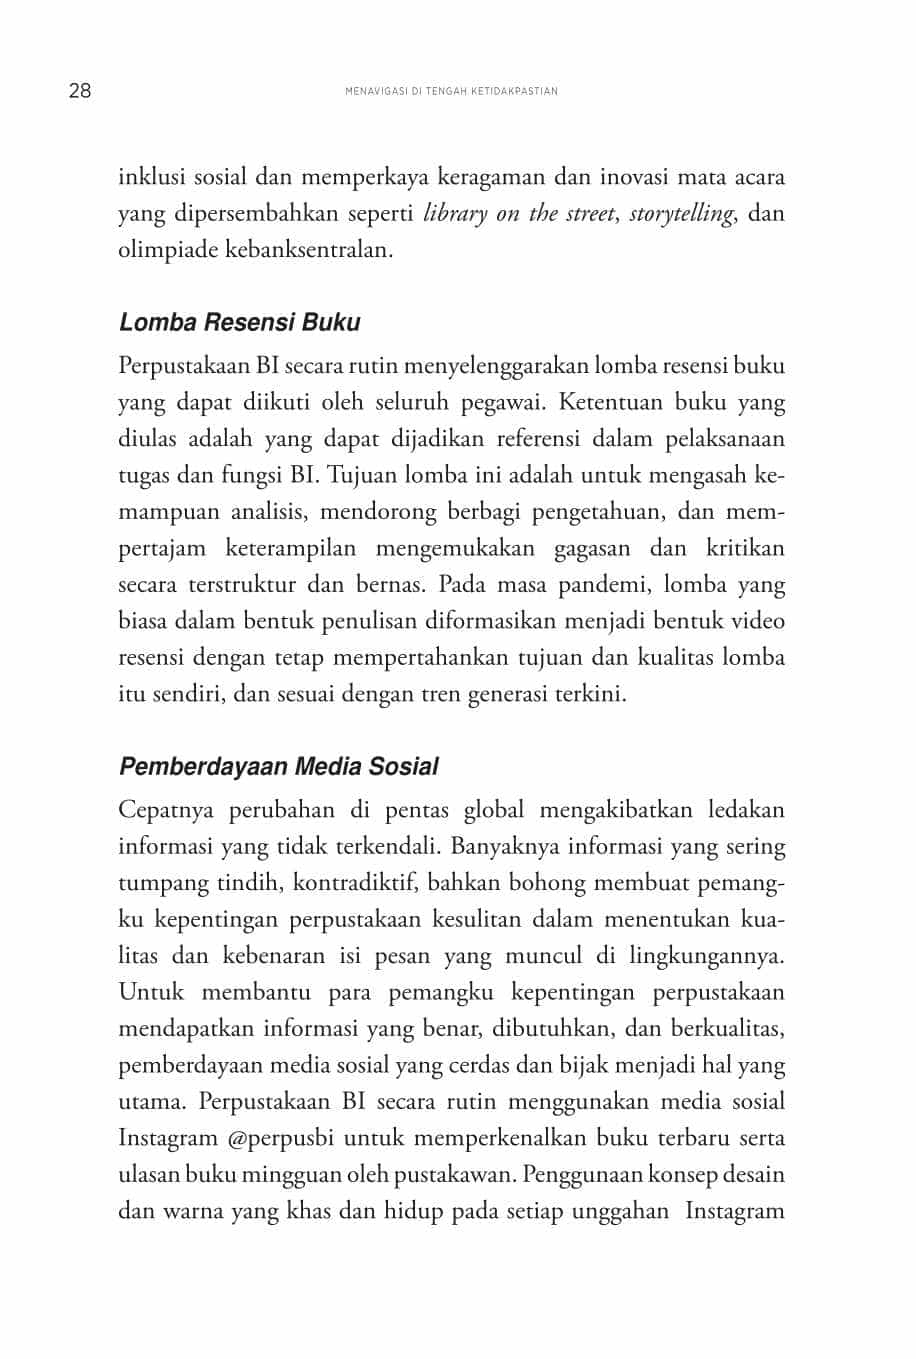 28
MENAVIGASI DI TENGAH KETIDAKPASTIAN
inklusi sosial dan memperkaya keragaman dan inovasi mata acara
yang dipersembahkan seperti library on the street, storytelling, dan
olimpiade kebanksentralan.
Lomba Resensi Buku
Perpustakaan BI secara rutin menyelenggarakan lomba resensi buku
yang dapat diikuti oleh seluruh pegawai. Ketentuan buku yang
diulas adalah yang dapat dijadikan referensi dalam pelaksanaan
tugas dan fungsi BI. Tujuan lomba ini adalah untuk mengasah ke-
mampuan analisis, mendorong berbagi pengetahuan, dan mem-
pertajam keterampilan mengemukakan gagasan dan kritikan
secara terstruktur dan bernas. Pada masa pandemi, lomba yang
biasa dalam bentuk penulisan diformasikan menjadi bentuk video
resensi dengan tetap mempertahankan tujuan dan kualitas lomba
itu sendiri, dan sesuai dengan tren generasi terkini.
Pemberdayaan Media Sosial
Cepatnya perubahan di pentas global mengakibatkan ledakan
informasi yang tidak terkendali. Banyaknya informasi yang sering
tumpang tindih, kontradiktif, bahkan bohong membuat pemang-
ku kepentingan perpustakaan kesulitan dalam menentukan kua-
litas dan kebenaran isi pesan yang muncul di lingkungannya.
Untuk membantu para pemangku kepentingan perpustakaan
mendapatkan informasi yang benar, dibutuhkan, dan berkualitas,
pemberdayaan media sosial yang cerdas dan bijak menjadi hal yang
utama. Perpustakaan BI secara rutin menggunakan media sosial
Instagram @perpusbi untuk memperkenalkan buku terbaru serta
ulasan buku mingguan oleh pustakawan. Penggunaan konsep desain
dan warna yang khas dan hidup pada setiap unggahan Instagram